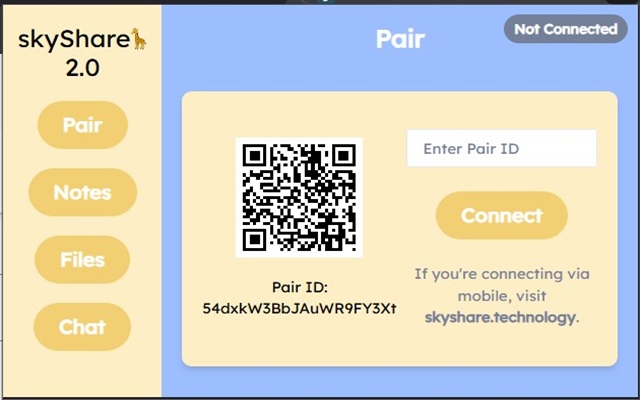 skyShare🦒
2.0
Pair
Notes
Files
Chat
Pair
Not Connected
Pair ID:
54dxkW3BbJAuWR9FY3Xt
Enter Pair ID
Connect
If you're connecting via
mobile, visit
skyshare.technology.